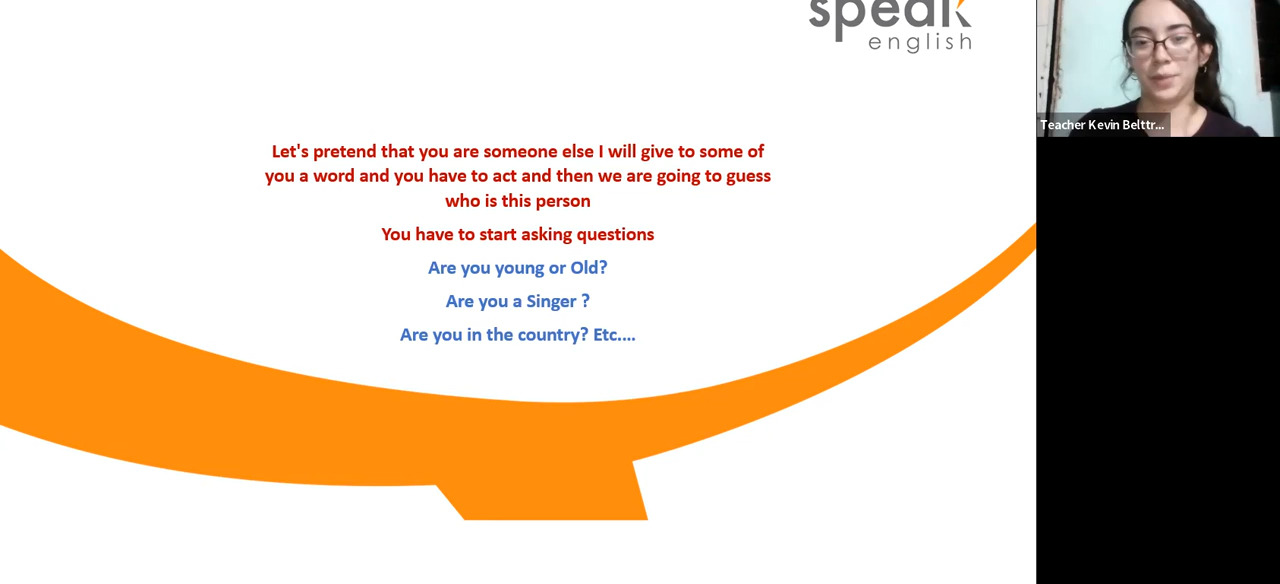 speak
english
Teacher Kevin Belttr...
Let's pretend that you are someone else I will give to some of
you a word and you have to act and then we are going to guess
who is this person
You have to start asking questions
Are you young or Old?
Are you a Singer ?
Are you in the country? Etc....